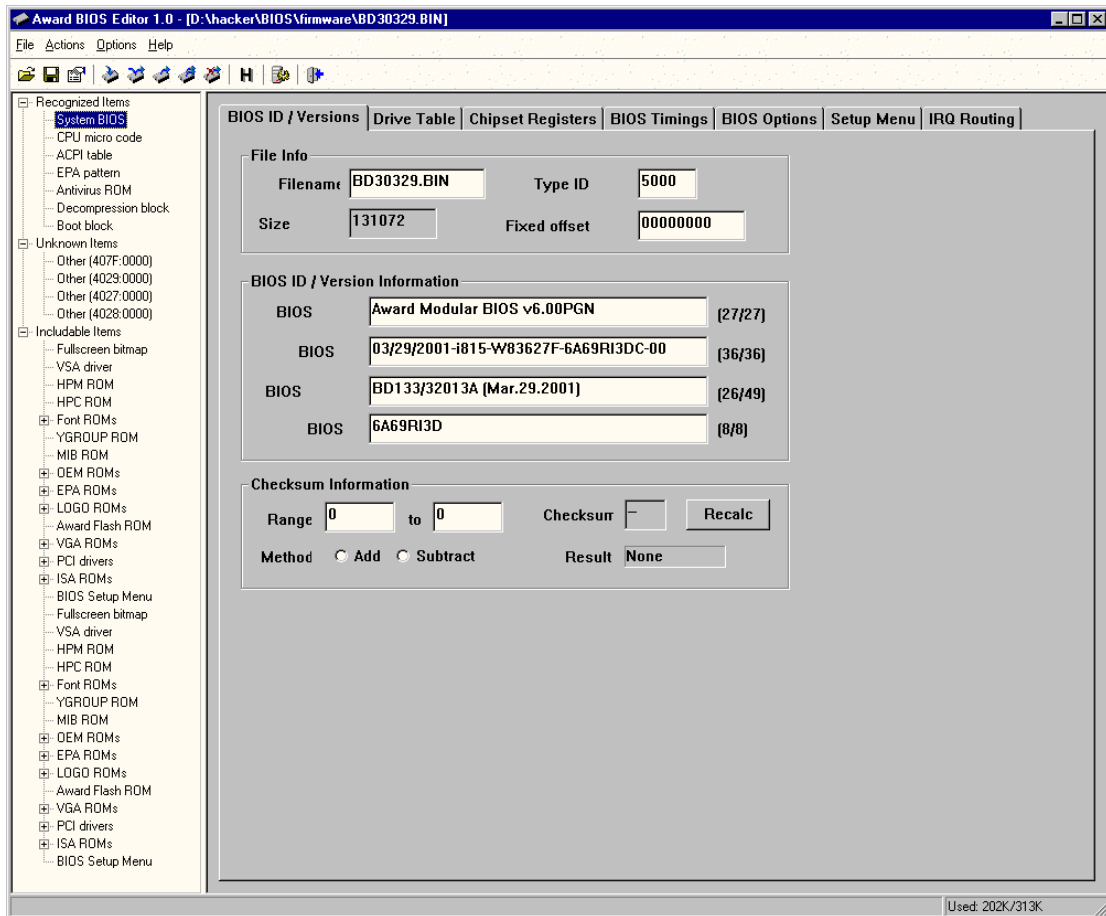 Award BIOS Editor 1.0 - [D:\hacker\BIOS\firmware\BD30329.BIN]
File Actions Options Help
H
Recognized Items
System BIOS
CPU micro code
ACPI table
EPA pattern
Antivirus ROM
Decompression block
Boot block
Unknown Items
Other (407F:0000)
Other (4029:0000)
Other (4027:0000)
Other (4028:0000)
Includable Items
Fullscreen bitmap
VSA driver
HPM ROM
HPC ROM
Font ROMs
YGROUP ROM
MIB ROM
OEM ROMs
EPA ROMs
LOGO ROMs
Award Flash ROM
VGA ROMs
PCI drivers
ISA ROMs
BIOS Setup Menu
Fullscreen bitmap
VSA driver
HPM ROM
HPC ROM
Font ROMs
YGROUP ROM
MIB ROM
OEM ROMs
EPA ROMs
LOGO ROMs
Award Flash ROM
VGA ROMs
PCI drivers
ISA ROMs
BIOS Setup Menu
BIOS ID / Versions Drive Table Chipset Registers BIOS Timings BIOS Options Setup Menu IRQ Routing
File Info
Filename BD30329.BIN Type ID 5000
Size 131072 Fixed offset 00000000
BIOS ID / Version Information
BIOS Award Modular BIOS v6.00PGN (27/27)
BIOS 03/29/2001-i815-W83627F-6A69RI3DC-00 (36/36)
BIOS BD133/32013A (Mar.29.2001) (26/49)
BIOS 6A69RI3D (8/8)
Checksum Information
Range 0 to 0 Checksum -- Recalc
Method Add Subtract Result None
Used: 202K/313K